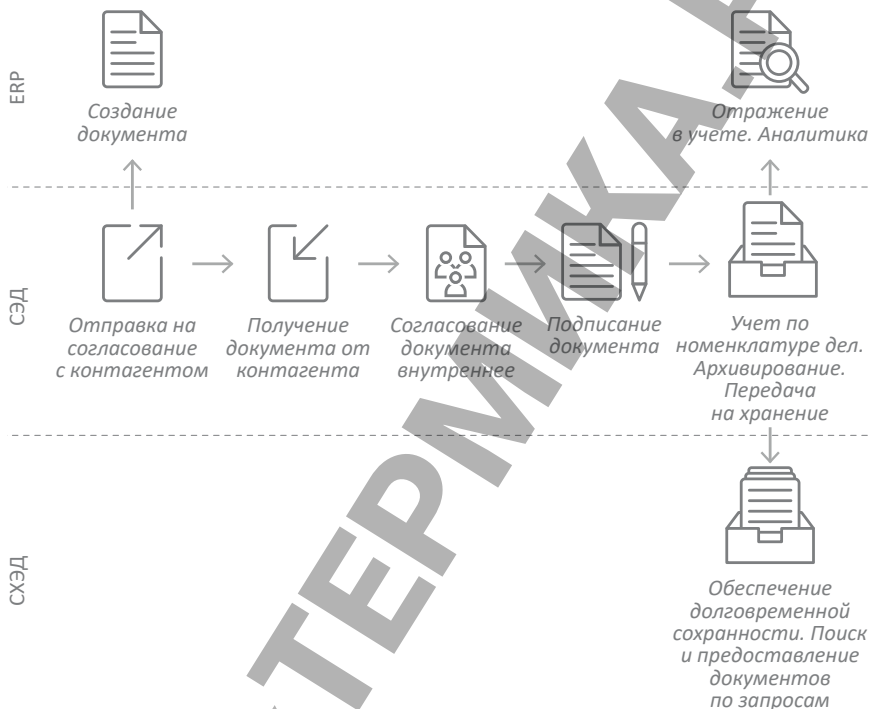 ERP
Создание
документа
Отражение
в учете. Аналитика
СЭД
Отправка на
согласование
с контагентом
Получение
документа от
контагента
Согласование
документа
внутреннее
Подписание
документа
Учет по
номенклатуре дел.
Архивирование.
Передача
на хранение
СХЭД
Обеспечение
долговременной
сохранности. Поиск
и предоставление
документов
по запросам
ТЕРМИКА.